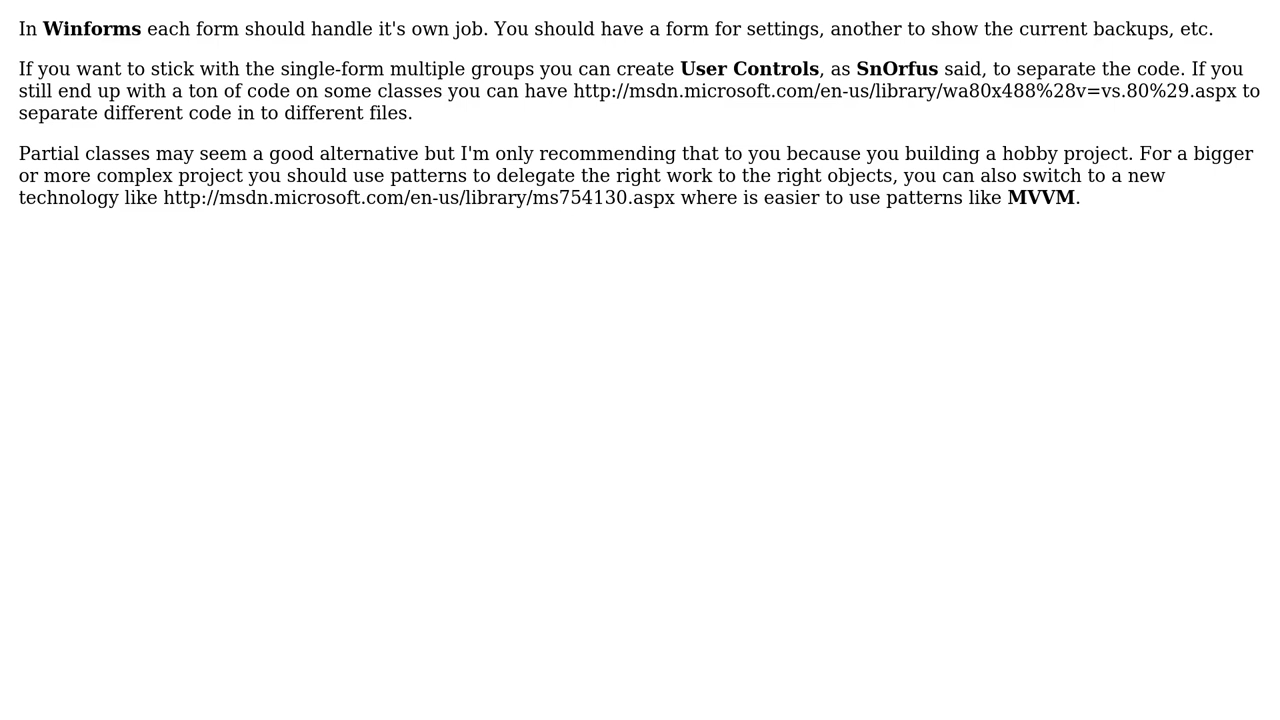 In Winforms each form should handle it's own job. You should have a form for settings, another to show the current backups, etc.
If you want to stick with the single-form multiple groups you can create User Controls, as SnOrfus said, to separate the code. If you
still end up with a ton of code on some classes you can have http://msdn.microsoft.com/en-us/library/wa80x488%28v=vs.80%29.aspx to
separate different code in to different files.
Partial classes may seem a good alternative but I'm only recommending that to you because you building a hobby project. For a bigger
or more complex project you should use patterns to delegate the right work to the right objects, you can also switch to a new
technology like http://msdn.microsoft.com/en-us/library/ms754130.aspx where is easier to use patterns like MVVM.